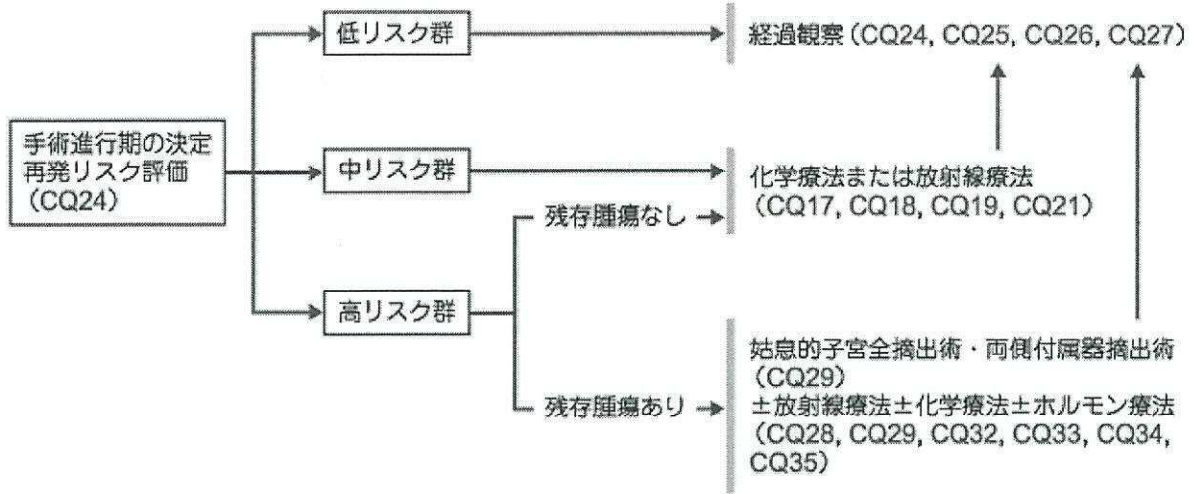 低リスク群
経過観察（CQ24, CQ25, CQ26, CQ27）
手術進行期の決定
再発リスク評価
（CQ24）
中リスク群
化学療法または放射線療法
（CQ17, CQ18, CQ19, CQ21）
残存腫瘍なし
高リスク群
残存腫瘍あり
姑息的子宮全摘出術・両側付属器摘出術
（CQ29）
±放射線療法±化学療法±ホルモン療法
（CQ28, CQ29, CQ32, CQ33, CQ34,
CQ35）